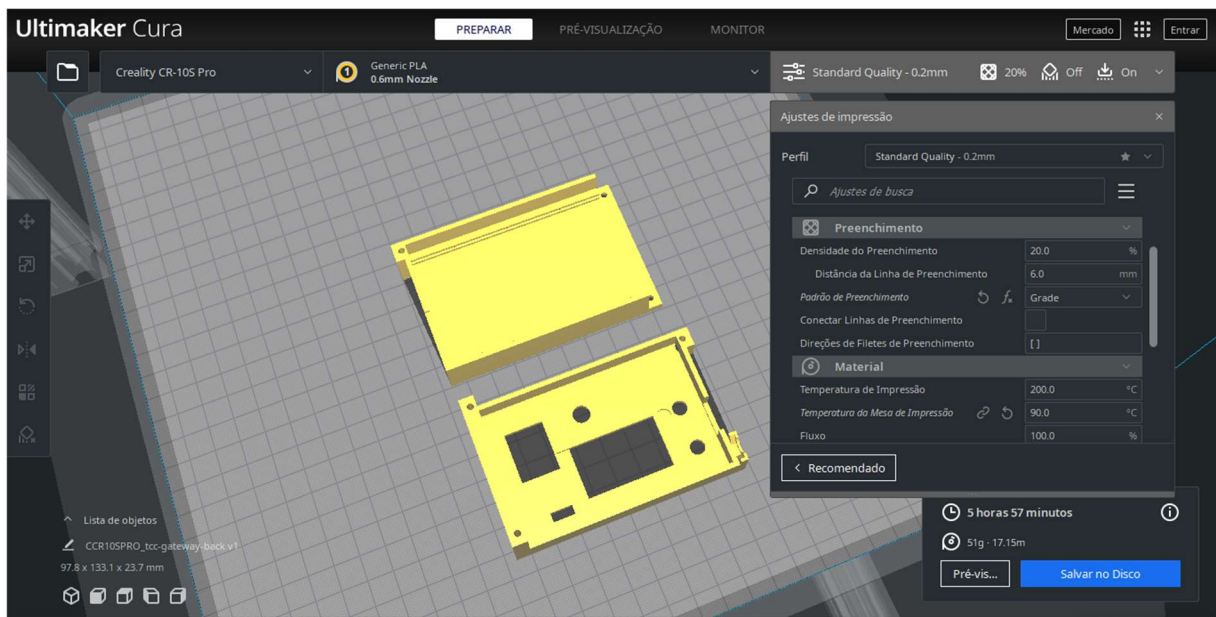 Ultimaker Cura
PREPARAR PRÉ-VISUALIZAÇÃO MONITOR
Mercado Entrar
Creality CR-10S Pro
1
Generic PLA
0.6mm Nozzle
Standard Quality - 0.2mm 20% Off On
Ajustes de impressão
Perfil Standard Quality - 0.2mm
Ajustes de busca
Preenchimento
Densidade do Preenchimento 20.0 %
Distância da Linha de Preenchimento 6.0 mm
Padrão de Preenchimento Grade
Conectar Linhas de Preenchimento
Direções de Filetes de Preenchimento [ ]
Material
Temperatura de Impressão 200.0 °C
Temperatura da Mesa de Impressão 90.0 °C
Fluxo 100.0 %
Recomendado
Lista de objetos
CCR10SPRO_tcc-gateway-back v1
97.8 x 133.1 x 23.7 mm
5 horas 57 minutos
51g · 17.15m
Pré-vis... Salvar no Disco